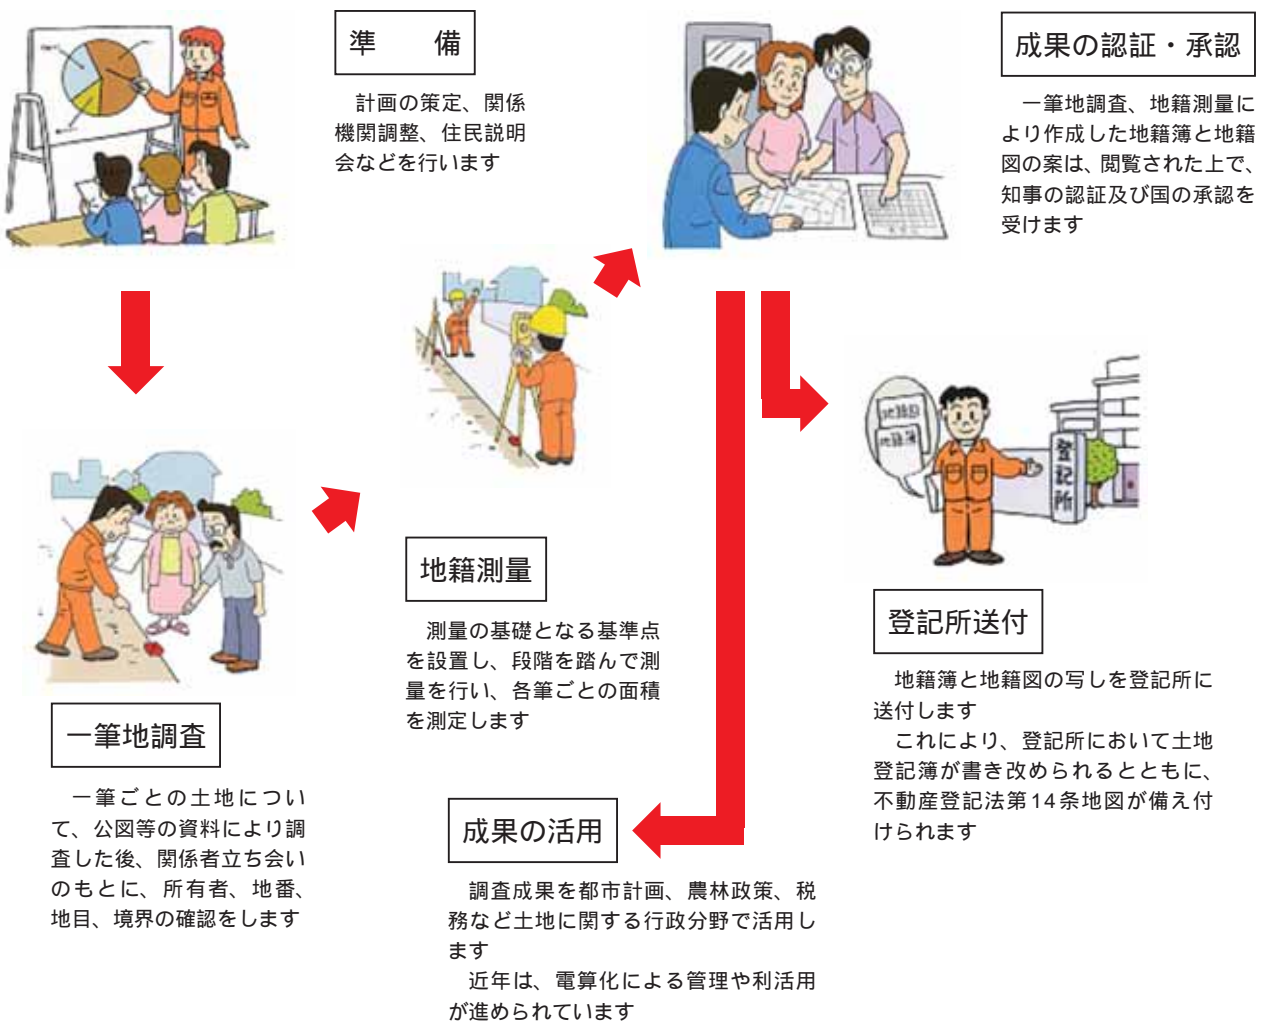 準　備
計画の策定、関係
機関調整、住民説明
会などを行います
一筆地調査
一筆ごとの土地につい
て、公図等の資料により調
査した後、関係者立ち会い
のもとに、所有者、地番、
地目、境界の確認をします
地籍測量
測量の基礎となる基準点
を設置し、段階を踏んで測
量を行い、各筆ごとの面積
を測定します
成果の認証・承認
一筆地調査、地籍測量に
より作成した地籍簿と地籍
図の案は、閲覧された上で、
知事の認証及び国の承認を
受けます
地籍図
地籍簿
登記所
登記所送付
地籍簿と地籍図の写しを登記所に
送付します
これにより、登記所において土地
登記簿が書き改められるとともに、
不動産登記法第14条地図が備え付
けられます
成果の活用
調査成果を都市計画、農林政策、税
務など土地に関する行政分野で活用し
ます
近年は、電算化による管理や利活用
が進められています